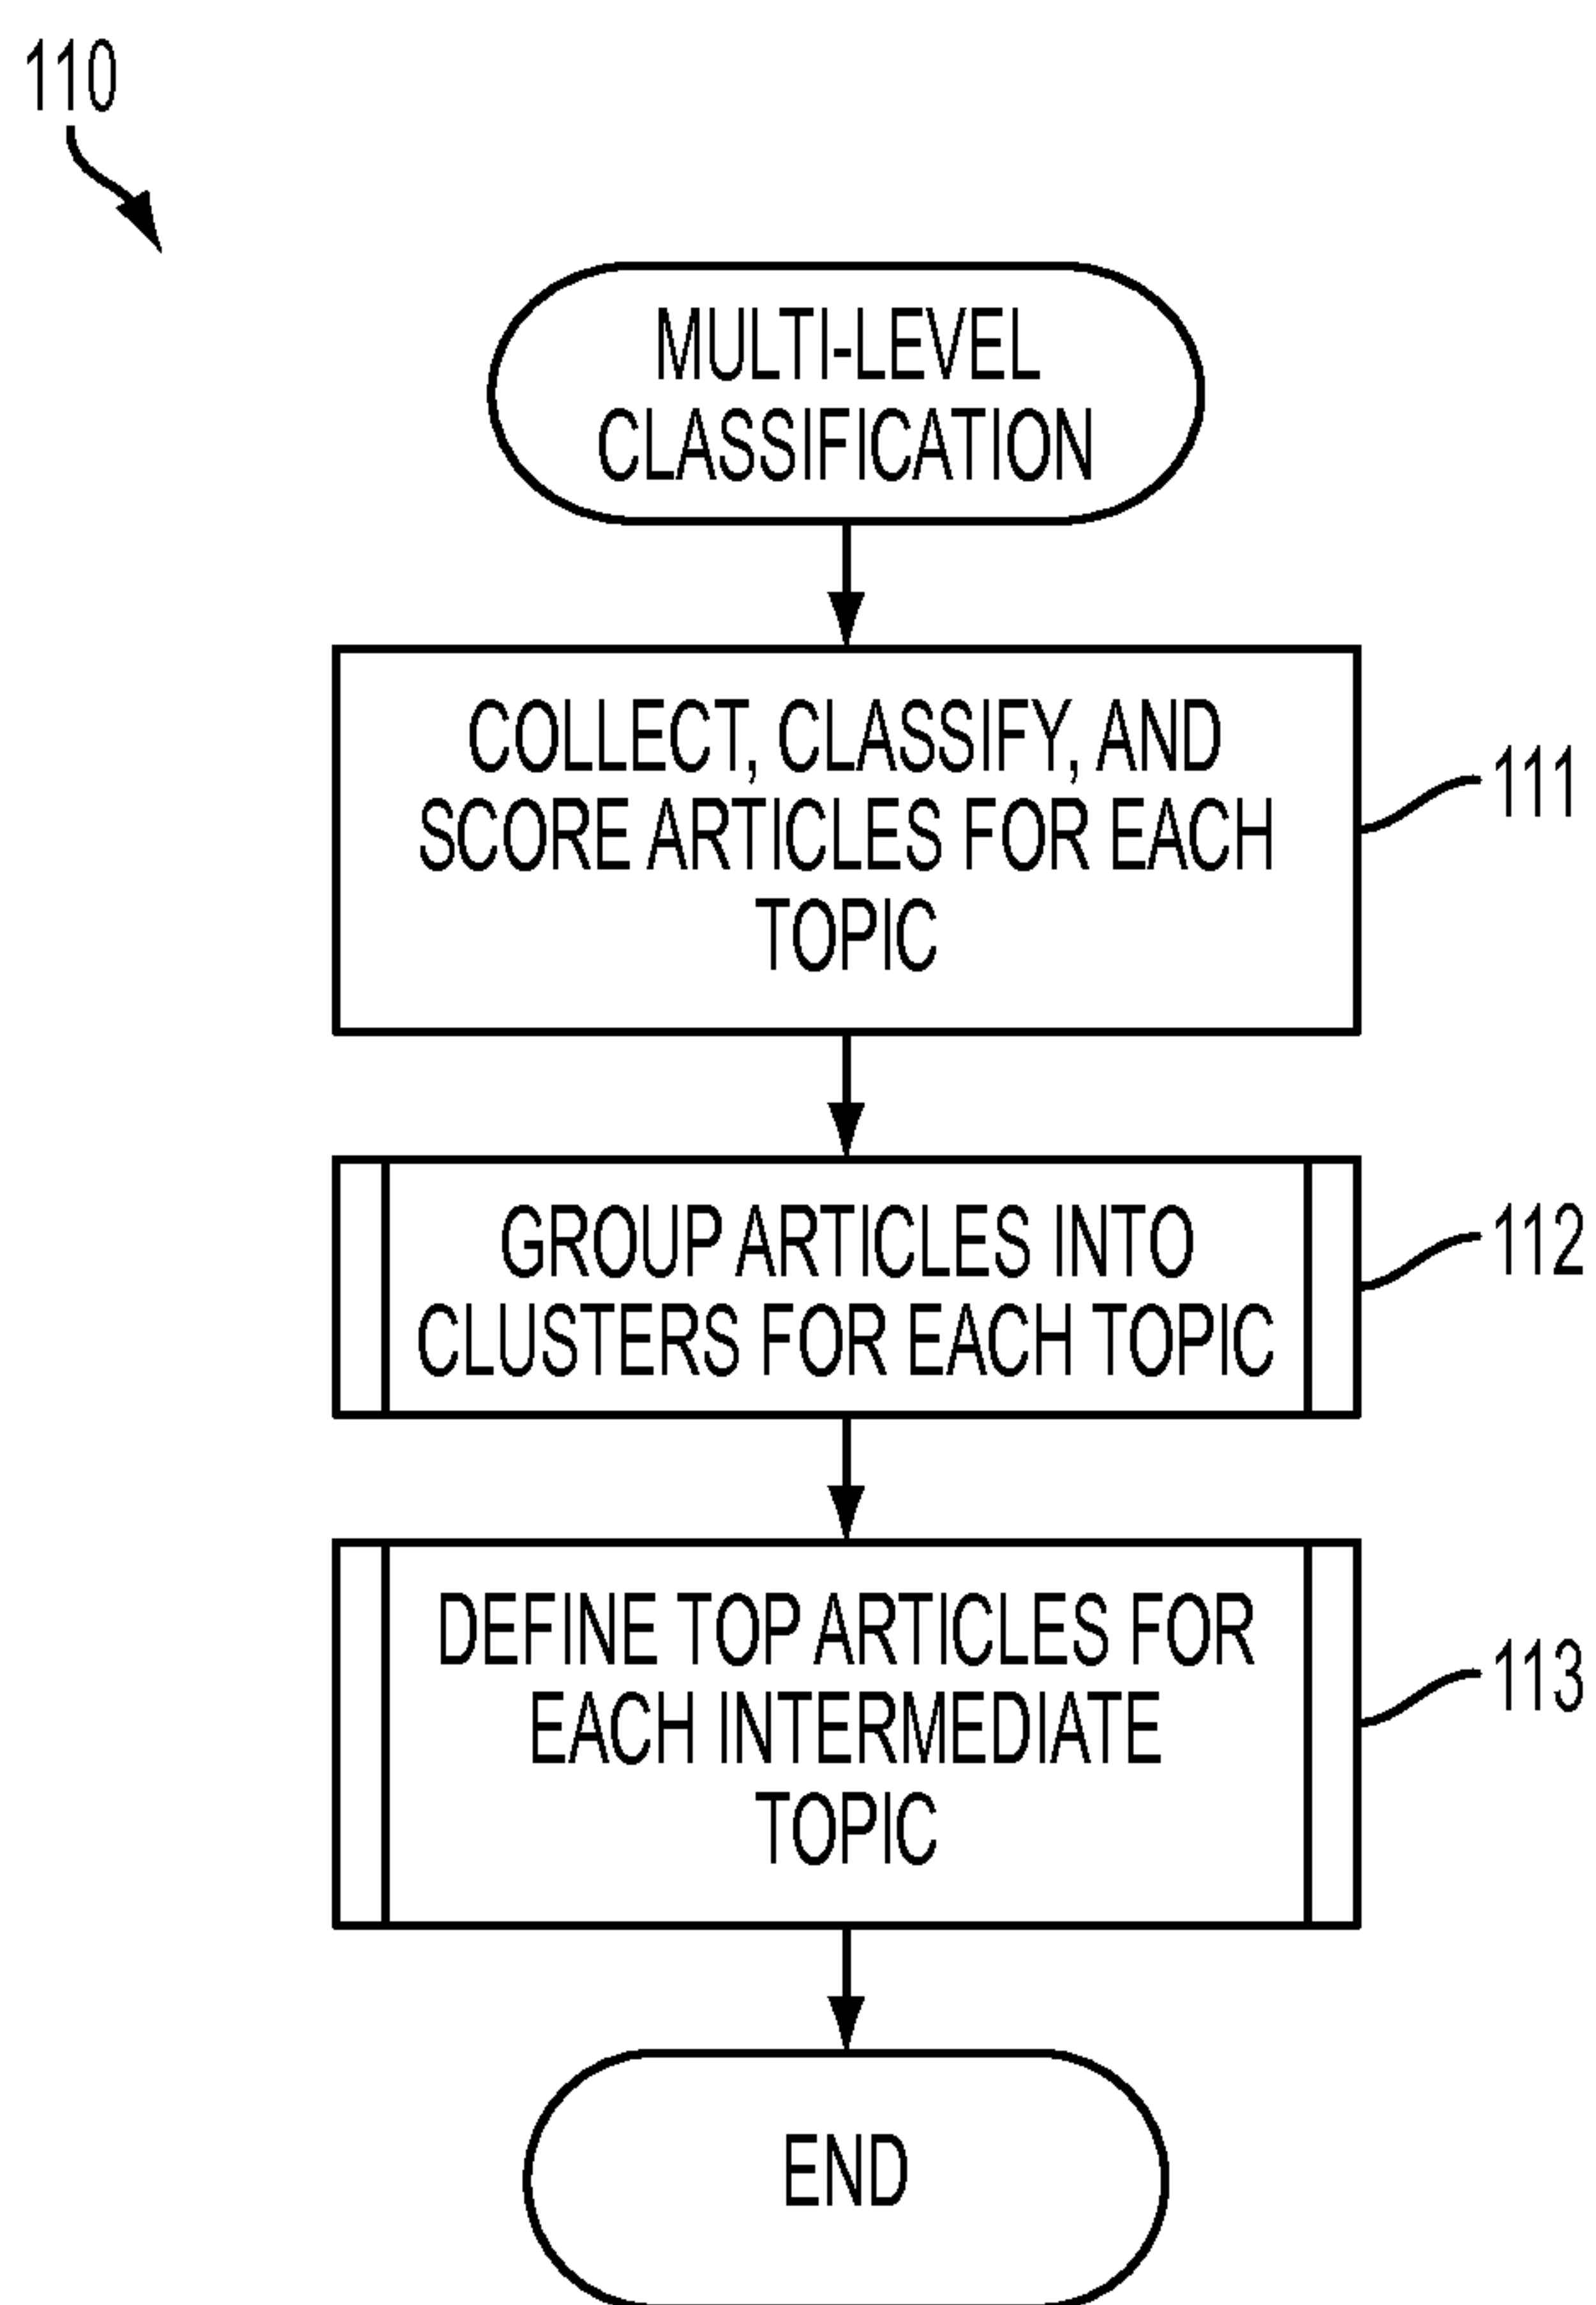 110
MULTI-LEVEL
CLASSIFICATION
COLLECT, CLASSIFY, AND
SCORE ARTICLES FOR EACH
TOPIC
111
GROUP ARTICLES INTO
CLUSTERS FOR EACH TOPIC
112
DEFINE TOP ARTICLES FOR
EACH INTERMEDIATE
TOPIC
113
END